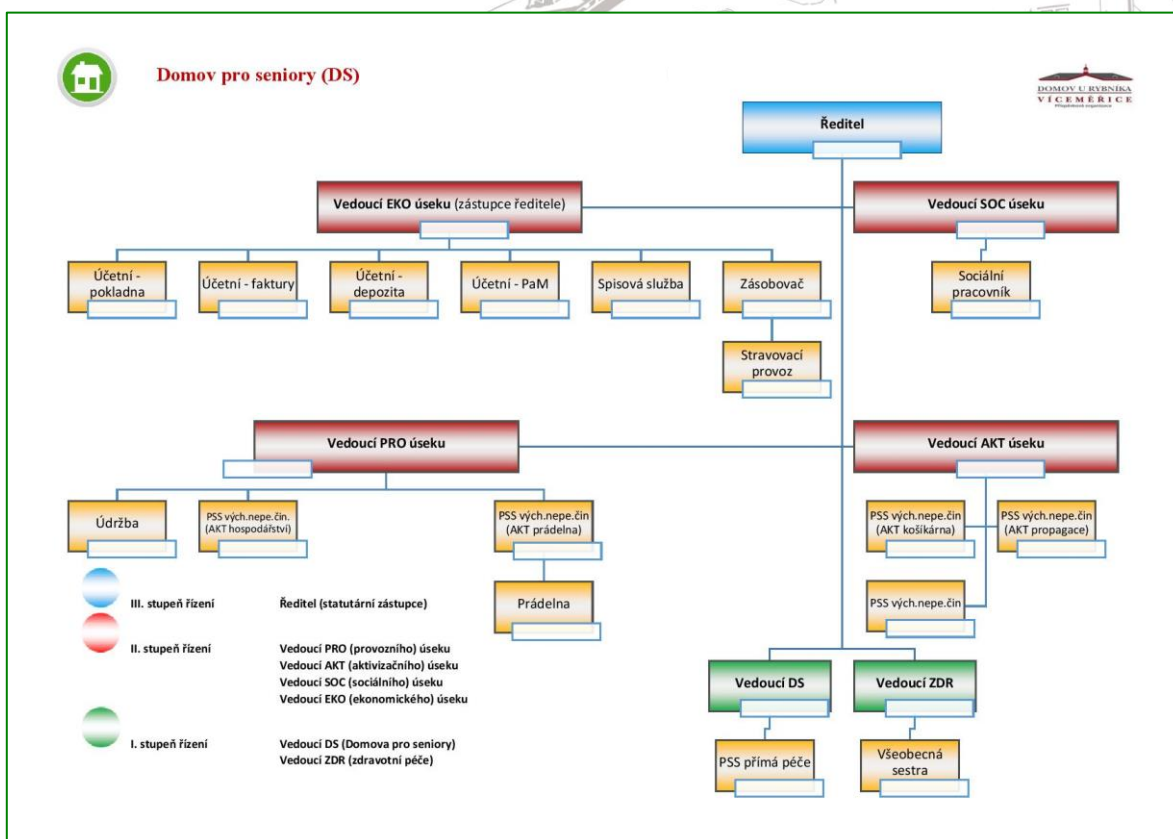 Domov pro seniory (DS)
DOMOV U RYBNÍKA
VÍCEMĚŘICE
Příspěvková organizace
Ředitel
Vedoucí EKO úseku (zástupce ředitele)
Vedoucí SOC úseku
Účetní -
pokladna
Účetní - faktury
Účetní -
depozita
Účetní - PaM
Spisová služba
Zásobovač
Sociální
pracovník
Stravovací
provoz
Vedoucí PRO úseku
Vedoucí AKT úseku
Údržba
PSS vých.nepe.čin.
(AKT hospodářství)
PSS vých.nepe.čin
(AKT prádelna)
PSS vých.nepe.čin
(AKT košíkárna)
PSS vých.nepe.čin
(AKT propagace)
Prádelna
PSS vých.nepe.čin
III. stupeň řízení Ředitel (statutární zástupce)
II. stupeň řízení Vedoucí PRO (provozního) úseku
Vedoucí AKT (aktivizačního) úseku
Vedoucí SOC (sociálního) úseku
Vedoucí EKO (ekonomického) úseku
I. stupeň řízení Vedoucí DS (Domova pro seniory)
Vedoucí ZDR (zdravotní péče)
Vedoucí DS
Vedoucí ZDR
PSS přímá péče
Všeobecná
sestra